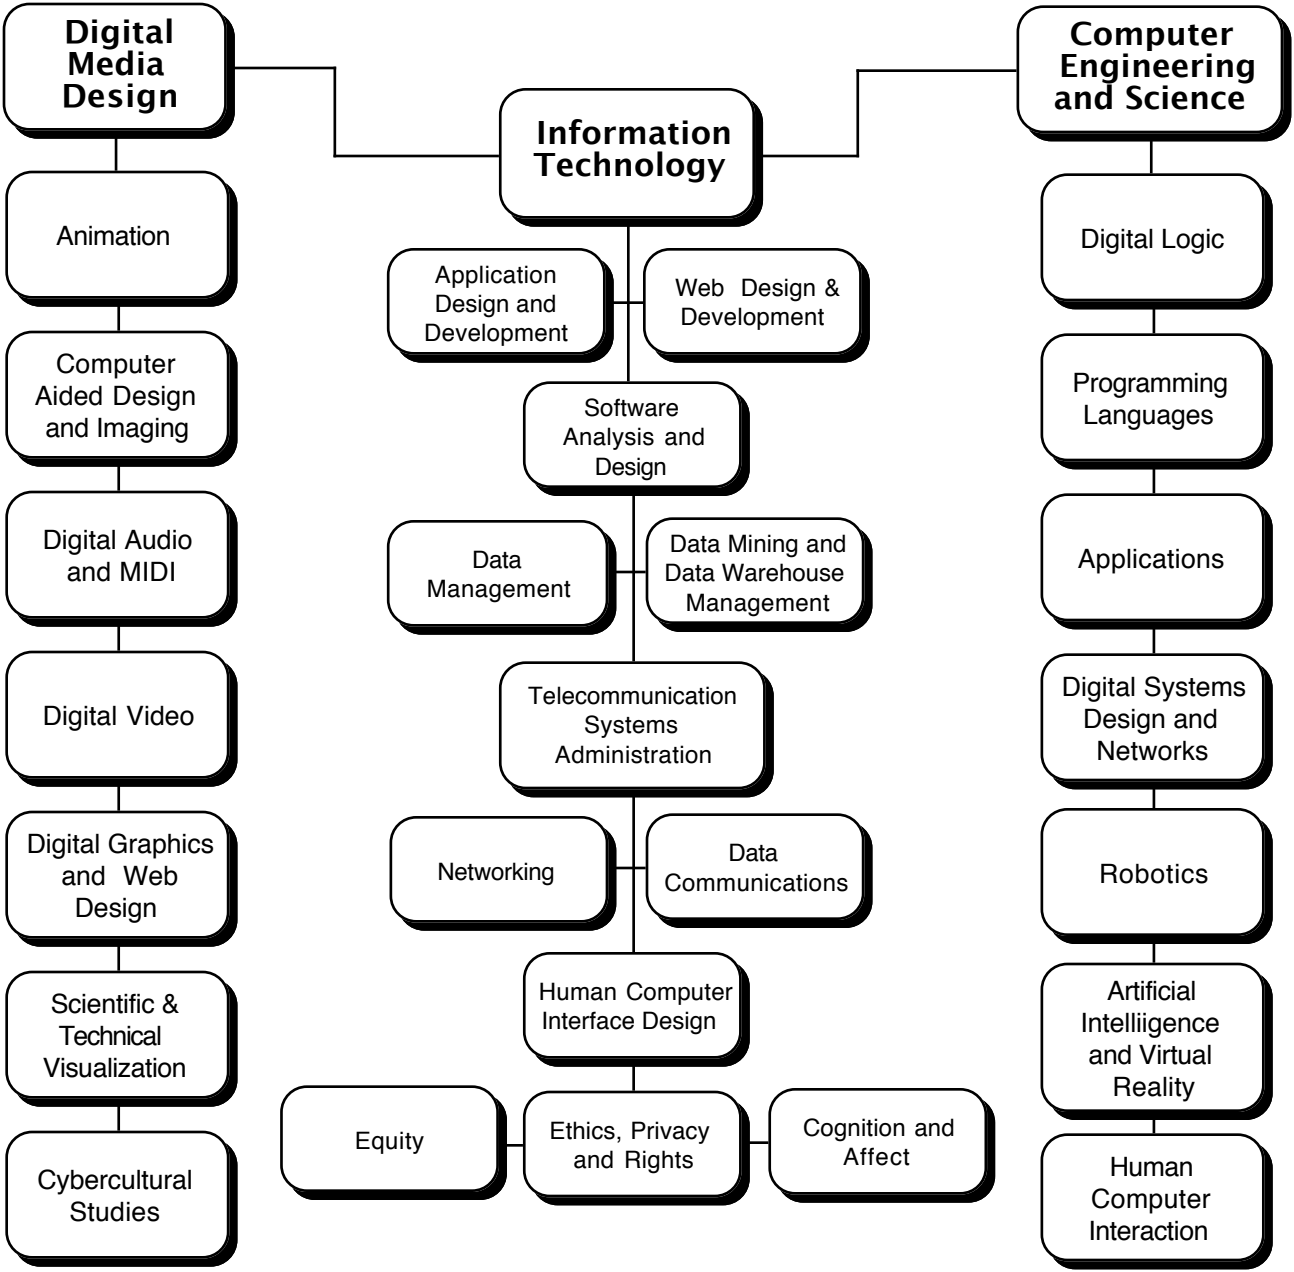 Digital
Media
Design
Animation
Computer
Aided Design
and Imaging
Digital Audio
and MIDI
Digital Video
Digital Graphics
and Web
Design
Scientific &
Technical
Visualization
Cybercultural
Studies
Information
Technology
Application
Design and
Development
Web Design &
Development
Software
Analysis and
Design
Data
Management
Data Mining and
Data Warehouse
Management
Telecommunication
Systems
Administration
Networking
Data
Communications
Human Computer
Interface Design
Equity
Ethics, Privacy
and Rights
Cognition and
Affect
Computer
Engineering
and Science
Digital Logic
Programming
Languages
Applications
Digital Systems
Design and
Networks
Robotics
Artificial
Intelliigence
and Virtual
Reality
Human
Computer
Interaction